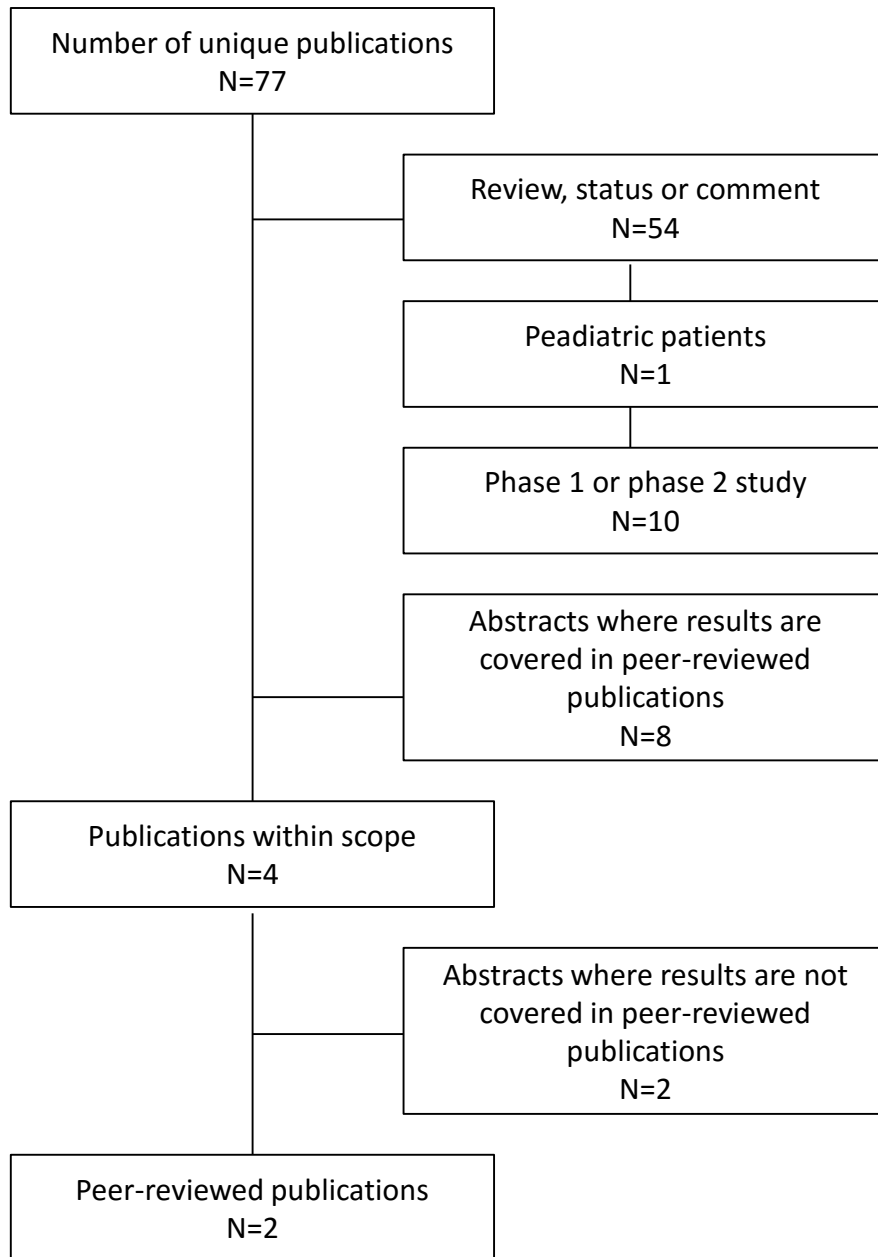 Number of unique publications
N=77
Review, status or comment
N=54
Peadiatric patients
N=1
Phase 1 or phase 2 study
N=10
Abstracts where results are
covered in peer-reviewed
publications
N=8
Publications within scope
N=4
Abstracts where results are not
covered in peer-reviewed
publications
N=2
Peer-reviewed publications
N=2